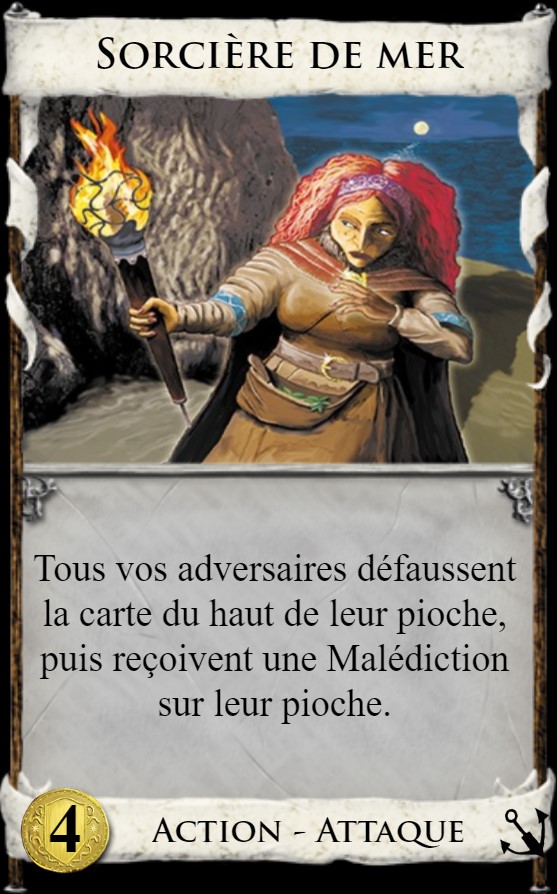 Sorcière de mer
Tous vos adversaires défaussent
la carte du haut de leur pioche,
puis reçoivent une Malédiction
sur leur pioche.
4 Action - Attaque